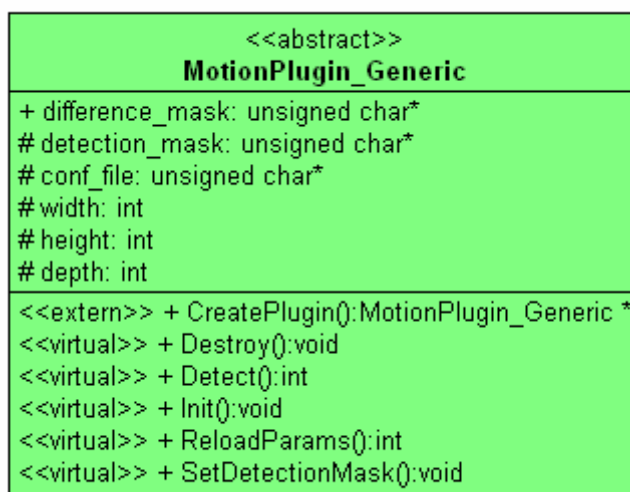 <<abstract>>
MotionPlugin_Generic
+ difference_mask: unsigned char*
# detection_mask: unsigned char*
# conf_file: unsigned char*
# width: int
# height: int
# depth: int
<<extern>> + CreatePlugin():MotionPlugin_Generic *
<<virtual>> + Destroy():void
<<virtual>> + Detect():int
<<virtual>> + Init():void
<<virtual>> + ReloadParams():int
<<virtual>> + SetDetectionMask():void